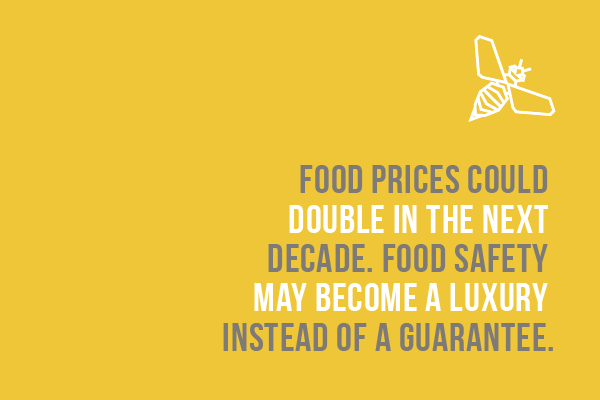 FOOD PRICES COULD
DOUBLE IN THE NEXT
DECADE. FOOD SAFETY
MAY BECOME A LUXURY
INSTEAD OF A GUARANTEE.